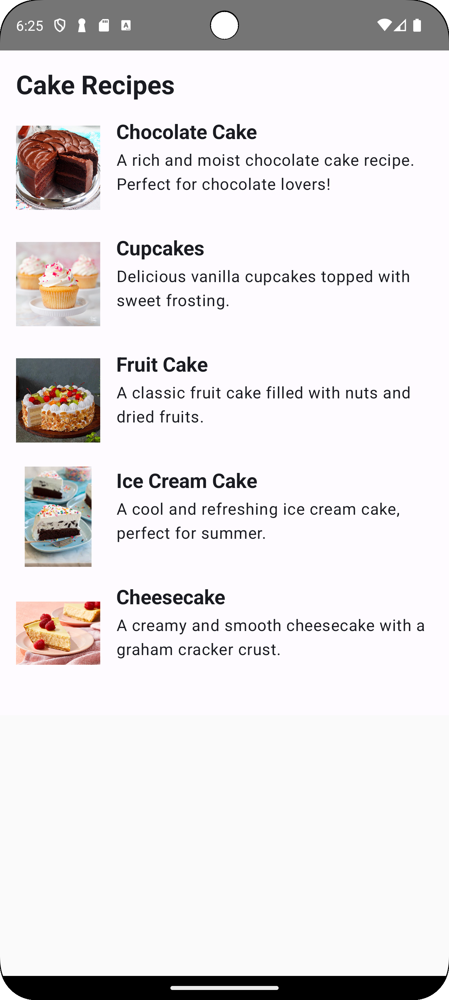 6:25
A
Cake Recipes
Chocolate Cake
A rich and moist chocolate cake recipe.
Perfect for chocolate lovers!
Cupcakes
Delicious vanilla cupcakes topped with
sweet frosting.
Fruit Cake
A classic fruit cake filled with nuts and
dried fruits.
Ice Cream Cake
A cool and refreshing ice cream cake,
perfect for summer.
Cheesecake
A creamy and smooth cheesecake with a
graham cracker crust.